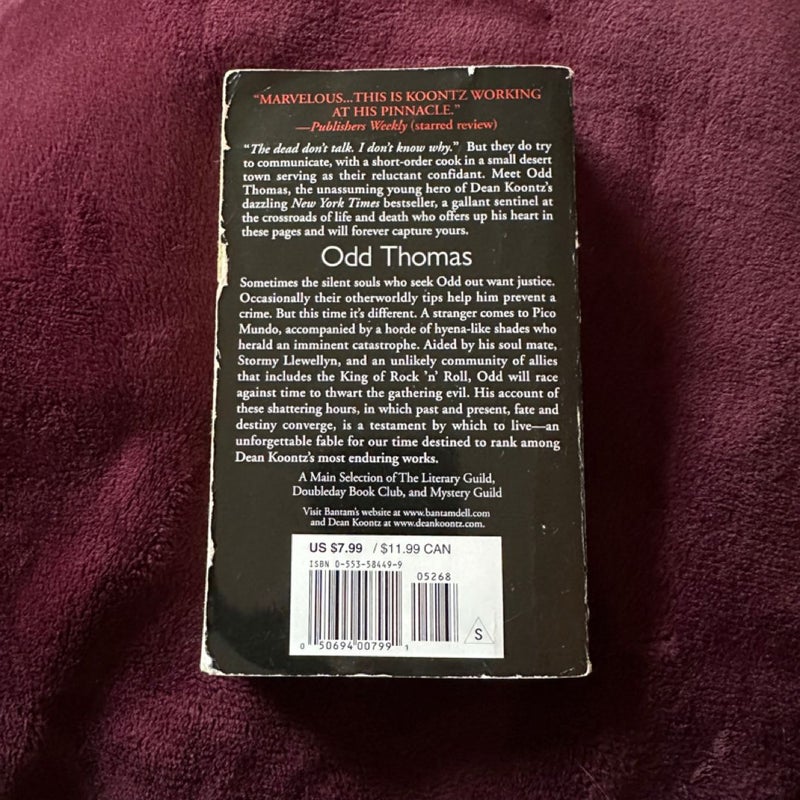 “MARVELOUS...THIS IS KOONTZ WORKING
AT HIS PINNACLE.”
—Publishers Weekly (starred review)
“The dead don’t talk. I don’t know why.” But they do try
to communicate, with a short-order cook in a small desert
town serving as their reluctant confidant. Meet Odd
Thomas, the unassuming young hero of Dean Koontz’s
dazzling New York Times bestseller, a gallant sentinel at
the crossroads of life and death who offers up his heart in
these pages and will forever capture yours.
Odd Thomas
Sometimes the silent souls who seek Odd out want justice.
Occasionally their otherworldly tips help him prevent a
crime. But this time it’s different. A stranger comes to Pico
Mundo, accompanied by a horde of hyena-like shades who
herald an imminent catastrophe. Aided by his soul mate,
Stormy Llewellyn, and an unlikely community of allies
that includes the King of Rock ’n’ Roll, Odd will race
against time to thwart the gathering evil. His account of
these shattering hours, in which past and present, fate and
destiny converge, is a testament by which to live—an
unforgettable fable for our time destined to rank among
Dean Koontz’s most enduring works.
A Main Selection of The Literary Guild,
Doubleday Book Club, and Mystery Guild
Visit Bantam’s website at www.bantamdell.com
and Dean Koontz at www.deankoontz.com.
US $7.99 / $11.99 CAN
ISBN 0-553-58449-9
05268
0 50694 00799 1
S